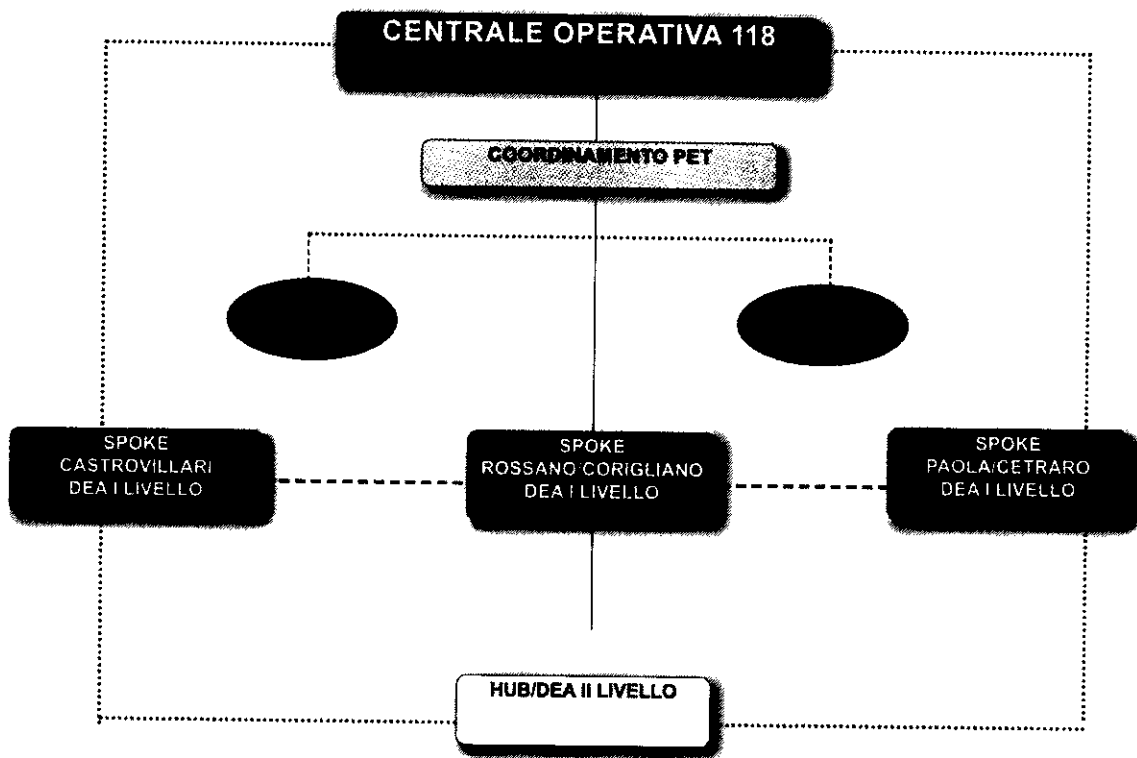 CENTRALE OPERATIVA 118
COORDINAMENTO PET
SPOKE
CASTROVILLARI
DEA I LIVELLO
SPOKE
ROSSANO/CORIGLIANO
DEA I LIVELLO
SPOKE
PAOLA/CETRARO
DEA I LIVELLO
HUB/DEA II LIVELLO